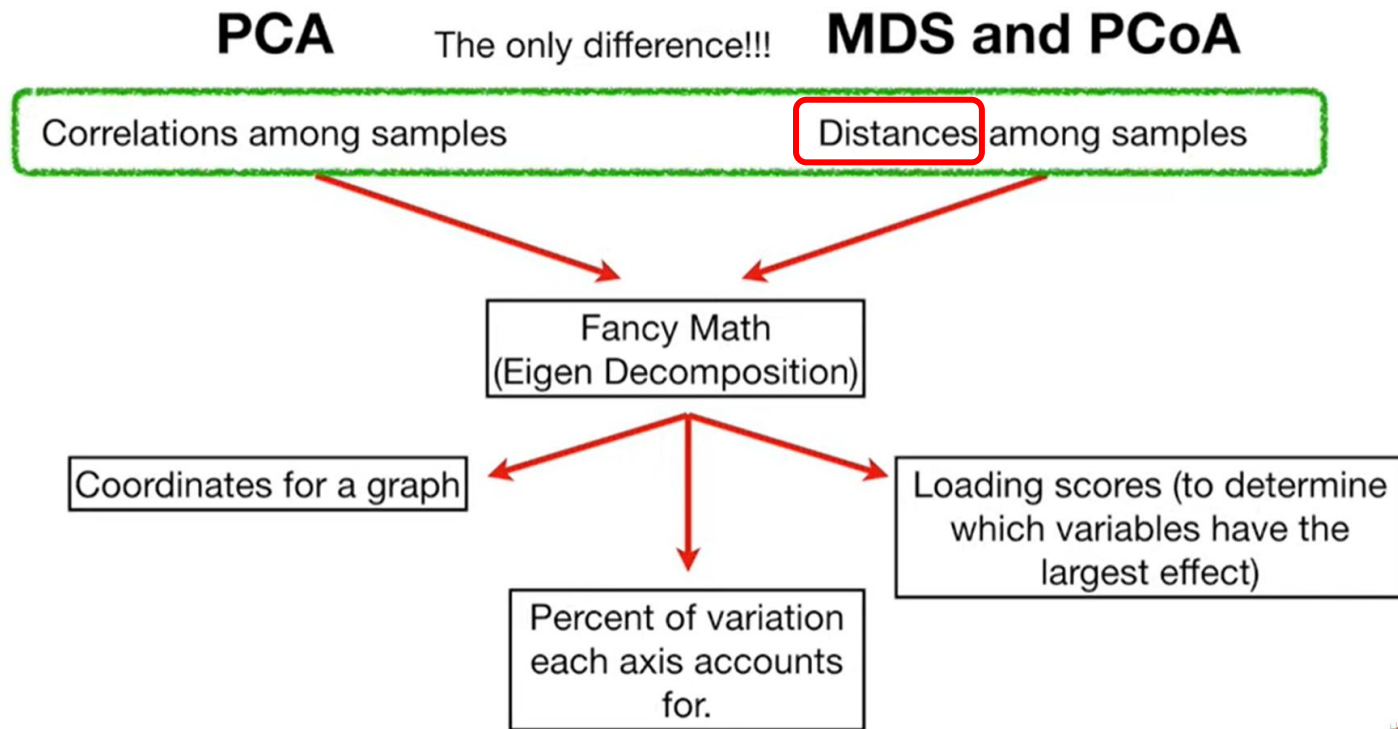 PCA
The only difference!!!
MDS and PCoA
Correlations among samples
Distances among samples
Fancy Math
(Eigen Decomposition)
Coordinates for a graph
Loading scores (to determine
which variables have the
largest effect)
Percent of variation
each axis accounts
for.